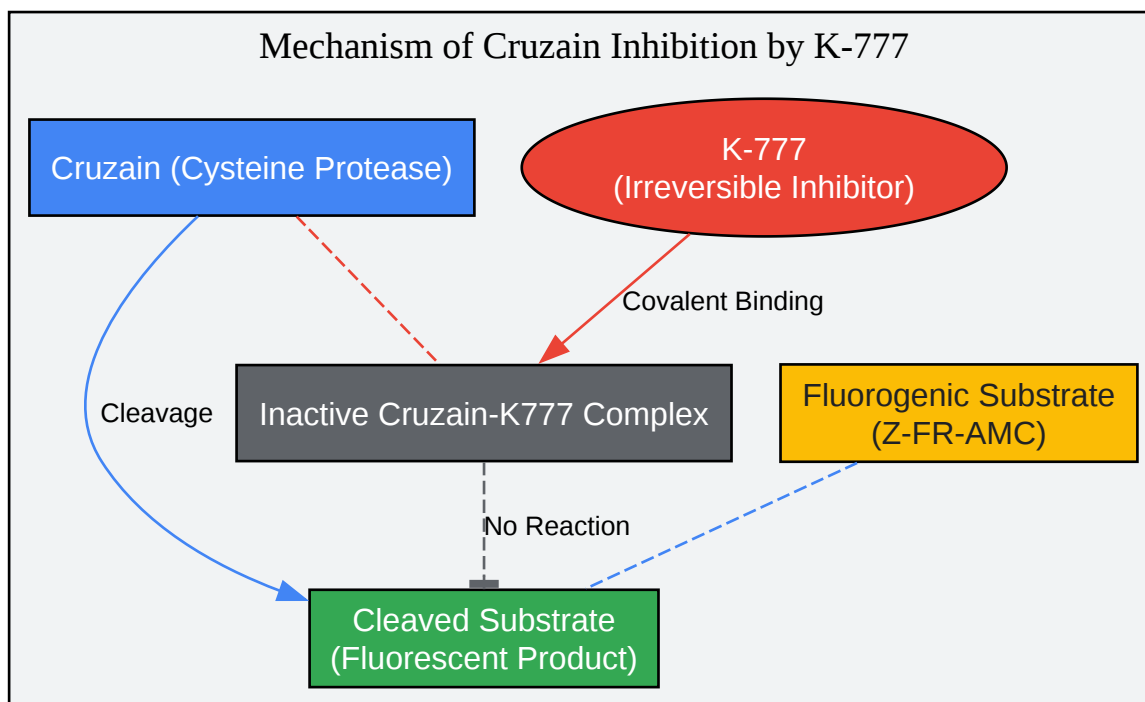 Mechanism of Cruzain Inhibition by K-777
Cruzain (Cysteine Protease)
K-777
(Irreversible Inhibitor)
Covalent Binding
Cleavage
Inactive Cruzain-K777 Complex
Fluorogenic Substrate
(Z-FR-AMC)
No Reaction
Cleaved Substrate
(Fluorescent Product)